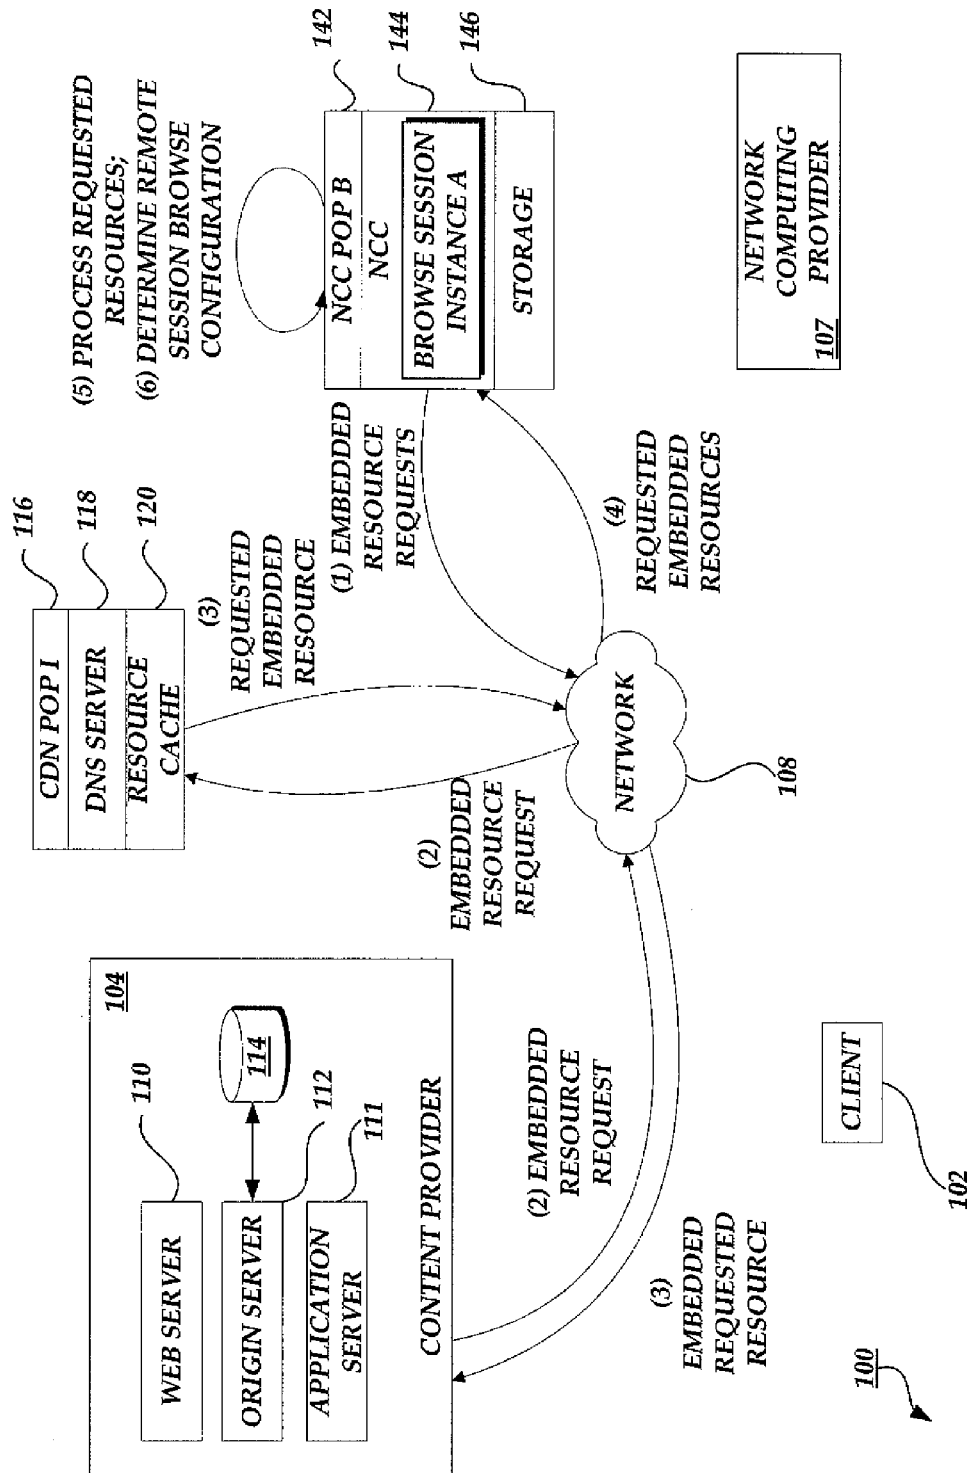 (5) PROCESS REQUESTED
RESOURCES;
(6) DETERMINE REMOTE
SESSION BROWSE
CONFIGURATION
142
144
146
NCC POP B
NCC
BROWSE SESSION
INSTANCE A
STORAGE
NETWORK
COMPUTING
PROVIDER
107
116
118
120
CDN POP I
DNS SERVER
RESOURCE
CACHE
(3)
REQUESTED
EMBEDDED
RESOURCE
(1) EMBEDDED
RESOURCE
REQUESTS
(4)
REQUESTED
EMBEDDED
RESOURCES
(2)
EMBEDDED
RESOURCE
REQUEST
NETWORK
108
104
110
WEB SERVER
114
112
ORIGIN SERVER
111
APPLICATION
SERVER
CONTENT PROVIDER
(2) EMBEDDED
RESOURCE
REQUEST
(3)
EMBEDDED
REQUESTED
RESOURCE
CLIENT
102
100